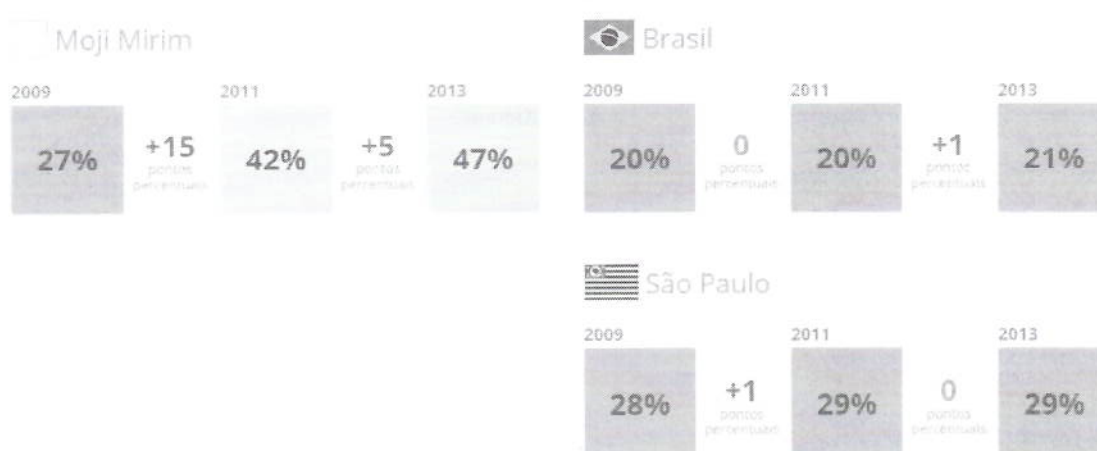 Moji Mirim
2009 2011 2013
27% +15 pontos percentuais 42% +5 pontos percentuais 47%
Brasil
2009 2011 2013
20% 0 pontos percentuais 20% +1 pontos percentuais 21%
São Paulo
2009 2011 2013
28% +1 pontos percentuais 29% 0 pontos percentuais 29%